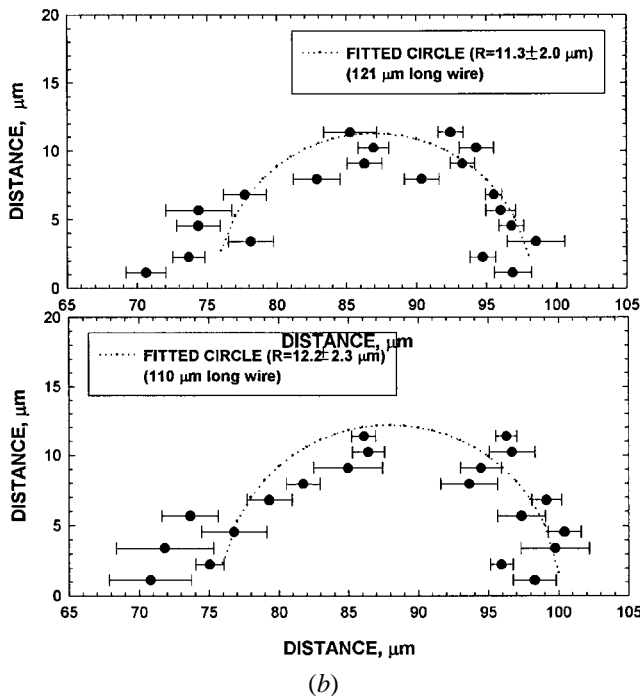 20
FITTED CIRCLE (R=11.3±2.0 μm)
(121 μm long wire)
15
10
5
0
DISTANCE, μm
65 70 75 80 85 90 95 100 105
DISTANCE, μm
20
FITTED CIRCLE (R=12.2±2.3 μm)
(110 μm long wire)
15
10
5
0
DISTANCE, μm
65 70 75 80 85 90 95 100 105
DISTANCE, μm
(b)